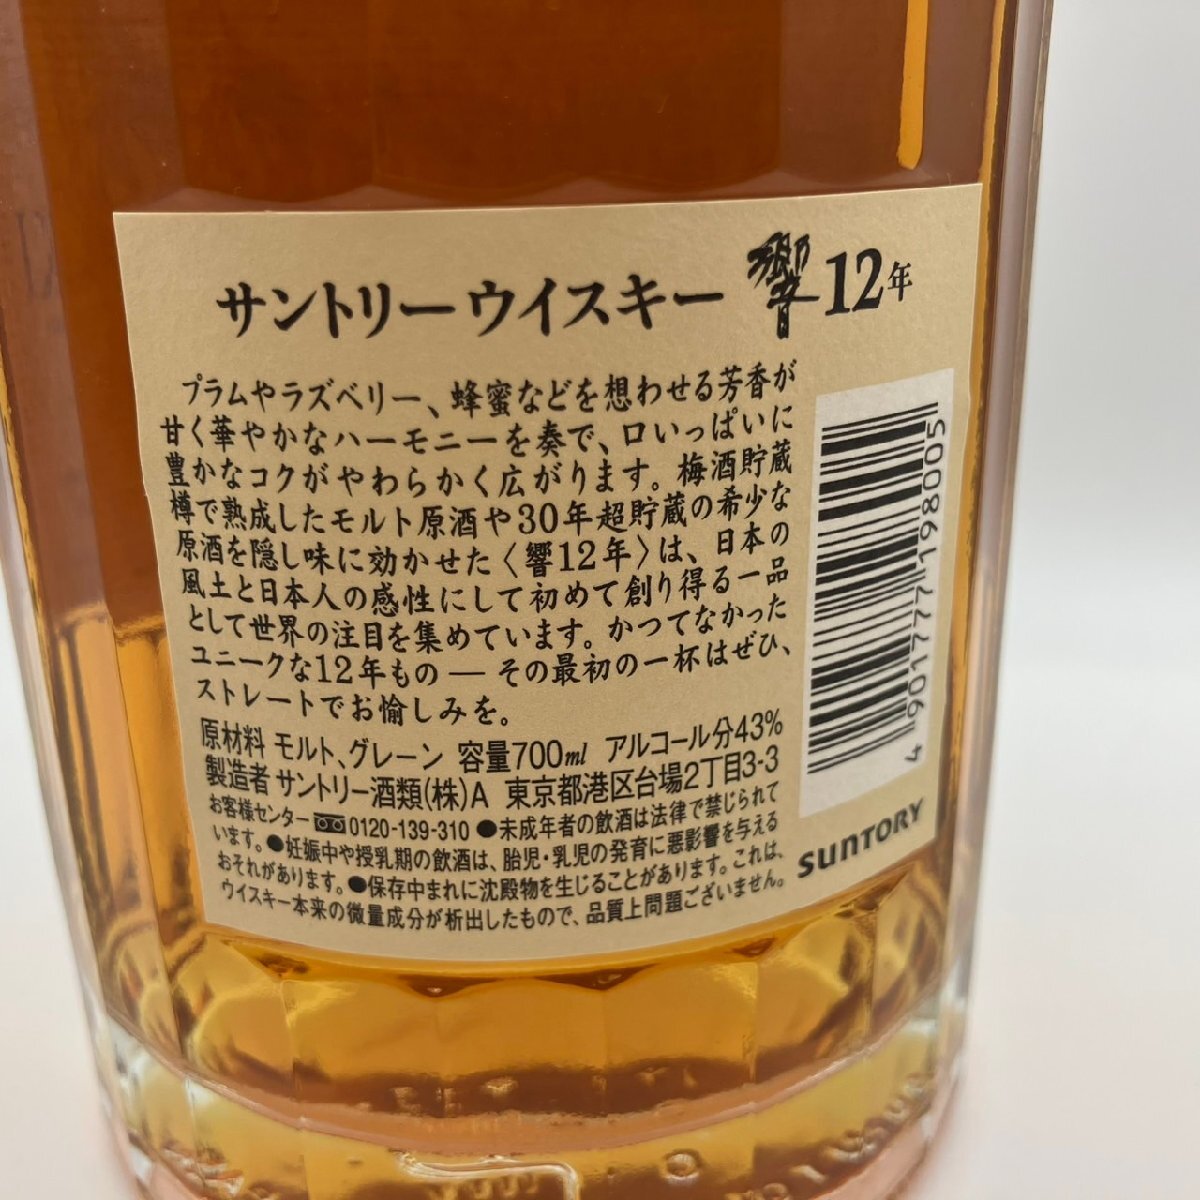 サントリーウイスキー 響12年
プラムやラズベリー、蜂蜜などを想わせる芳香が
甘く華やかなハーモニーを奏で、口いっぱいに
豊かなコクがやわらかく広がります。梅酒貯蔵
樽で熟成したモルト原酒や30年超貯蔵の希少な
原酒を隠し味に効かせた〈響12年〉は、日本の
風土と日本人の感性にして初めて創り得る一品
として世界の注目を集めています。かつてなかった
ユニークな12年もの ― その最初の一杯はぜひ、
ストレートでお愉しみを。
原材料 モルト、グレーン 容量700ml アルコール分43%
製造者 サントリー酒類(株)A 東京都港区台場2丁目3-3
お客様センター 0120-139-310 ●未成年者の飲酒は法律で禁じられて
います。●妊娠中や授乳期の飲酒は、胎児・乳児の発育に悪影響を与える
おそれがあります。●保存中まれに沈殿物を生じることがあります。これは、
ウイスキー本来の微量成分が析出したもので、品質上問題ございません。
4 901777 198005
SUNTORY